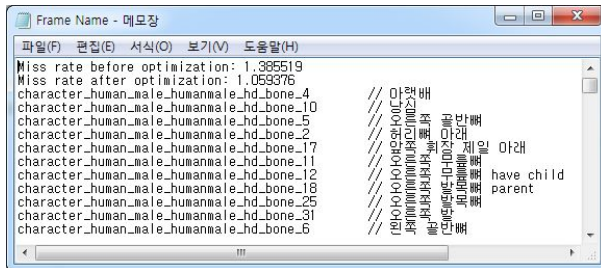 Frame Name - 메모장
파일(F) 편집(E) 서식(O) 보기(V) 도움말(H)
Miss rate before optimization: 1.385519
Miss rate after optimization: 1.059376
character_human_male_humanmale_hd_bone_4 // 아랫배
character_human_male_humanmale_hd_bone_10 // 낭심
character_human_male_humanmale_hd_bone_5 // 오른쪽 골반뼈
character_human_male_humanmale_hd_bone_2 // 허리뼈 아래
character_human_male_humanmale_hd_bone_17 // 앞쪽 휘장 제일 아래
character_human_male_humanmale_hd_bone_11 // 오른쪽 무릎뼈
character_human_male_humanmale_hd_bone_12 // 오른쪽 무릎뼈 have child
character_human_male_humanmale_hd_bone_18 // 오른쪽 발목뼈 parent
character_human_male_humanmale_hd_bone_25 // 오른쪽 발목뼈
character_human_male_humanmale_hd_bone_31 // 오른쪽 발
character_human_male_humanmale_hd_bone_6 // 왼쪽 골반뼈